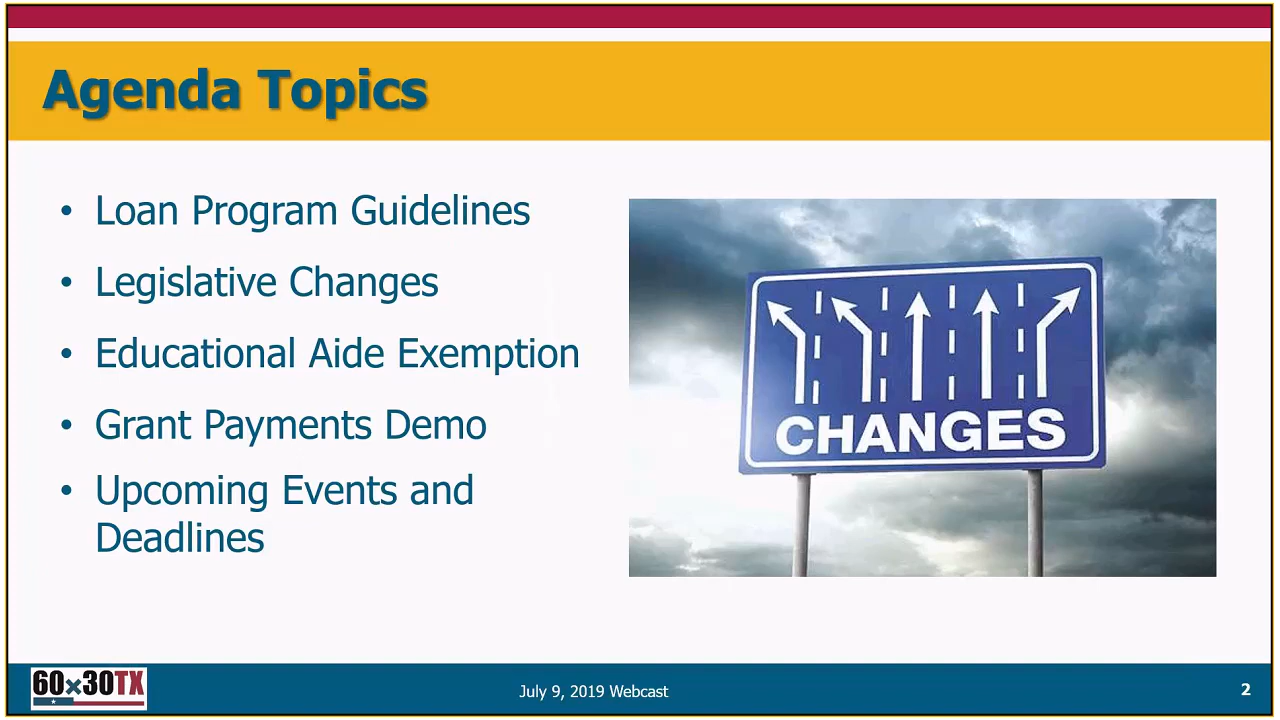 Agenda Topics
• Loan Program Guidelines
• Legislative Changes
• Educational Aide Exemption
• Grant Payments Demo
• Upcoming Events and
Deadlines
CHANGES
60x30TX
July 9, 2019 Webcast
2